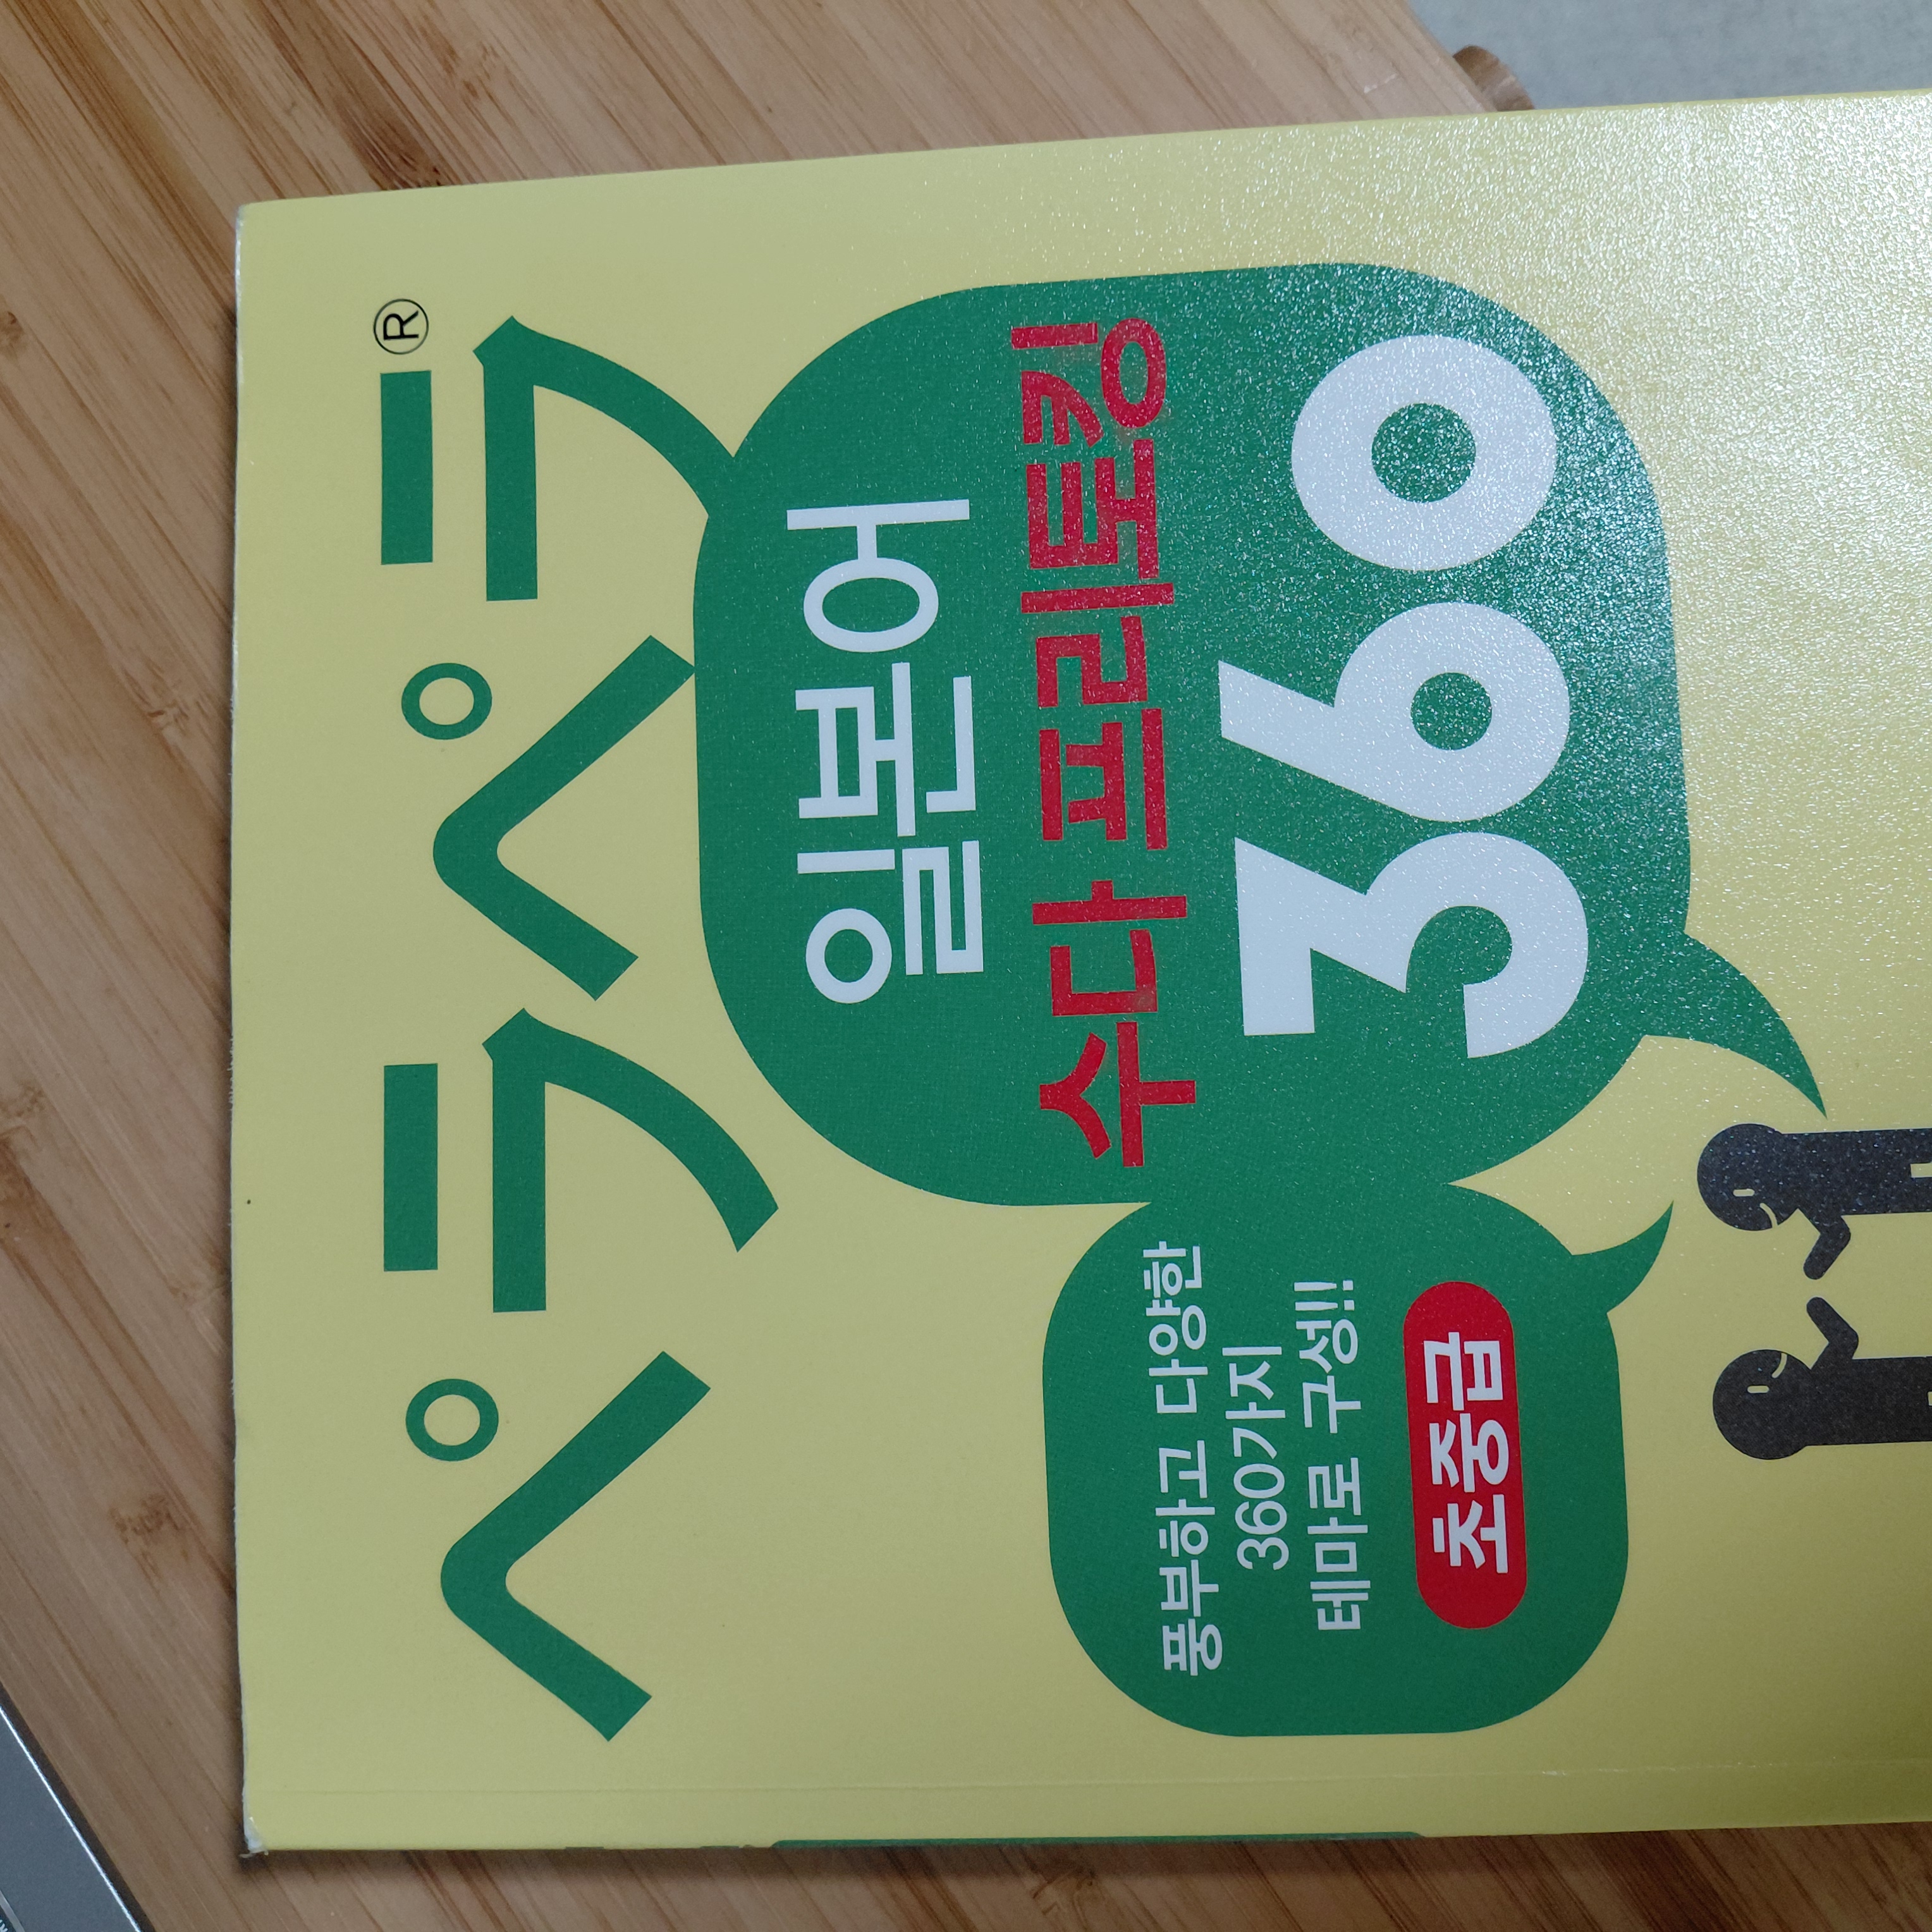 ペラペラ®
일본어
수다 프리토킹
360
풍부하고 다양한
360가지
테마로 구성!!
초중급